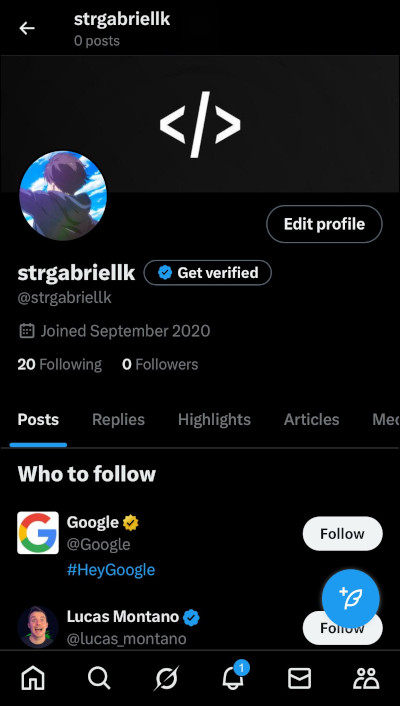 strgabriellk
0 posts
</>
Edit profile
strgabriellk Get verified
@strgabriellk
Joined September 2020
20 Following 0 Followers
Posts Replies Highlights Articles Med
Who to follow
Google
@Google
Follow
#HeyGoogle
Lucas Montano
@lucas_montano
Follow
1